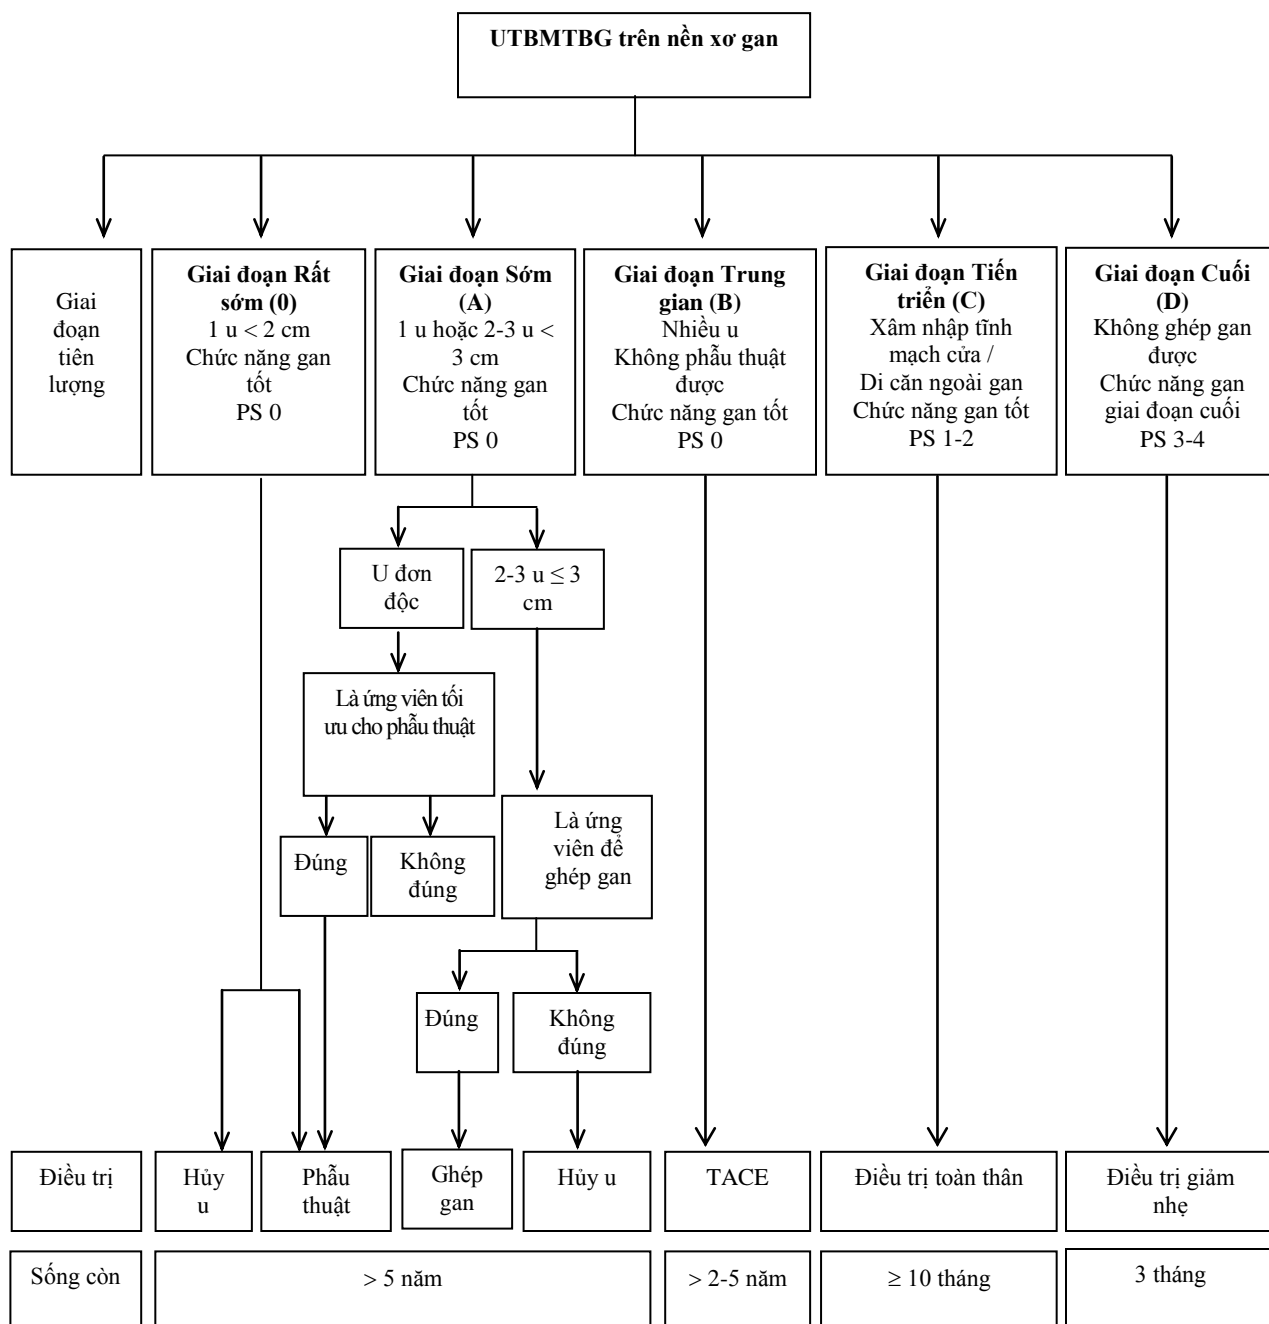 UTBMTBG trên nền xơ gan
Giai
đoạn
tiên
lượng
Giai đoạn Rất
sớm (0)
1 u < 2 cm
Chức năng gan
tốt
PS 0
Giai đoạn Sớm
(A)
1 u hoặc 2-3 u <
3 cm
Chức năng gan
tốt
PS 0
Giai đoạn Trung
gian (B)
Nhiều u
Không phẫu thuật
được
Chức năng gan tốt
PS 0
Giai đoạn Tiến
triển (C)
Xâm nhập tĩnh
mạch cửa /
Di căn ngoài gan
Chức năng gan tốt
PS 1-2
Giai đoạn Cuối
(D)
Không ghép gan
được
Chức năng gan
giai đoạn cuối
PS 3-4
U đơn
độc
2-3 u ≤ 3
cm
Là ứng viên tối
ưu cho phẫu thuật
Đúng
Không
đúng
Là ứng
viên để
ghép gan
Đúng
Không
đúng
Điều trị
Hủy
u
Phẫu
thuật
Ghép
gan
Hủy u
TACE
Điều trị toàn thân
Điều trị giảm
nhẹ
Sống còn
> 5 năm
> 2-5 năm
≥ 10 tháng
3 tháng